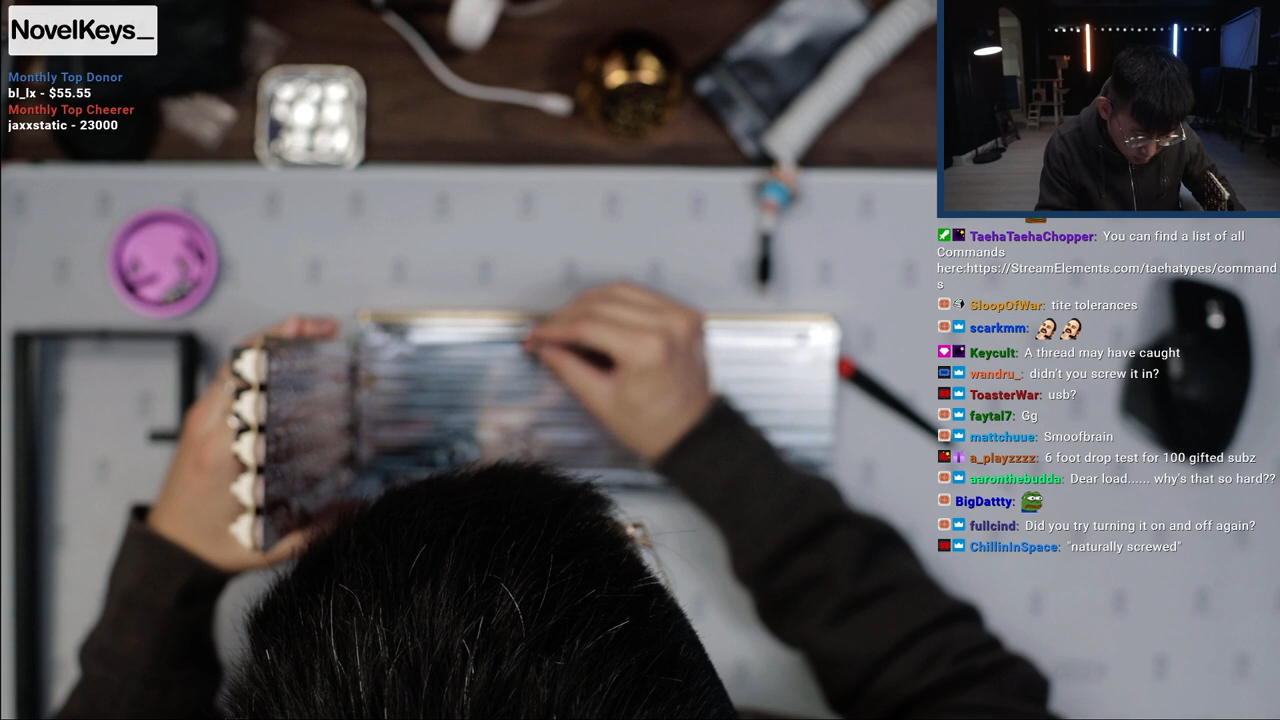 NovelKeys_
Monthly Top Donor
bl_lx - $55.55
Monthly Top Cheerer
jaxxstatic - 23000
TaehaTaehaChopper: You can find a list of all
Commands
here:https://StreamElements.com/taehatypes/command
s
SloopOfWar: tite tolerances
scarkmm:
Keycult: A thread may have caught
wandru_: didn't you screw it in?
ToasterWar: usb?
faytal7: Gg
mattchuue: Smoofbrain
a_playzzzz: 6 foot drop test for 100 gifted subz
aaronthebudda: Dear load...... why's that so hard??
BigDattty:
fullcind: Did you try turning it on and off again?
ChillinInSpace: "naturally screwed"